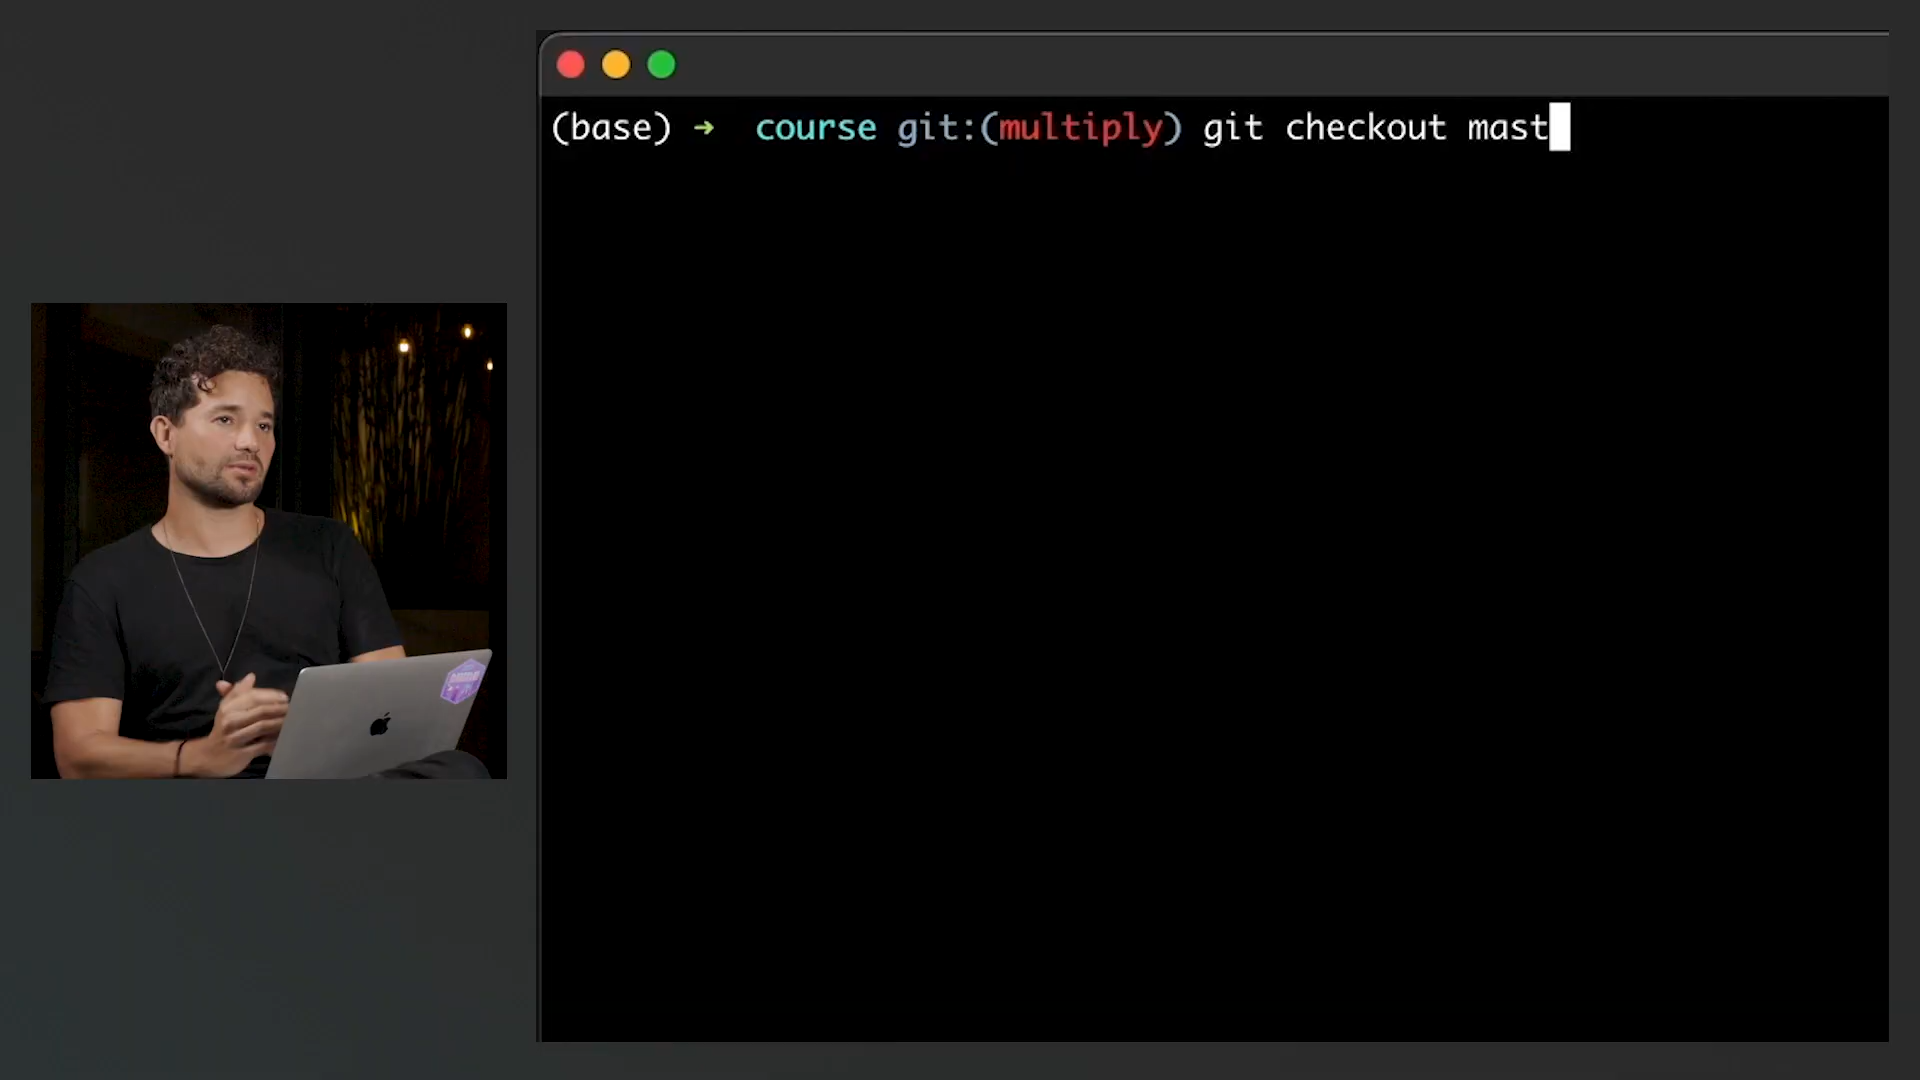 (base) ➜ course git:(multiply) git checkout mast